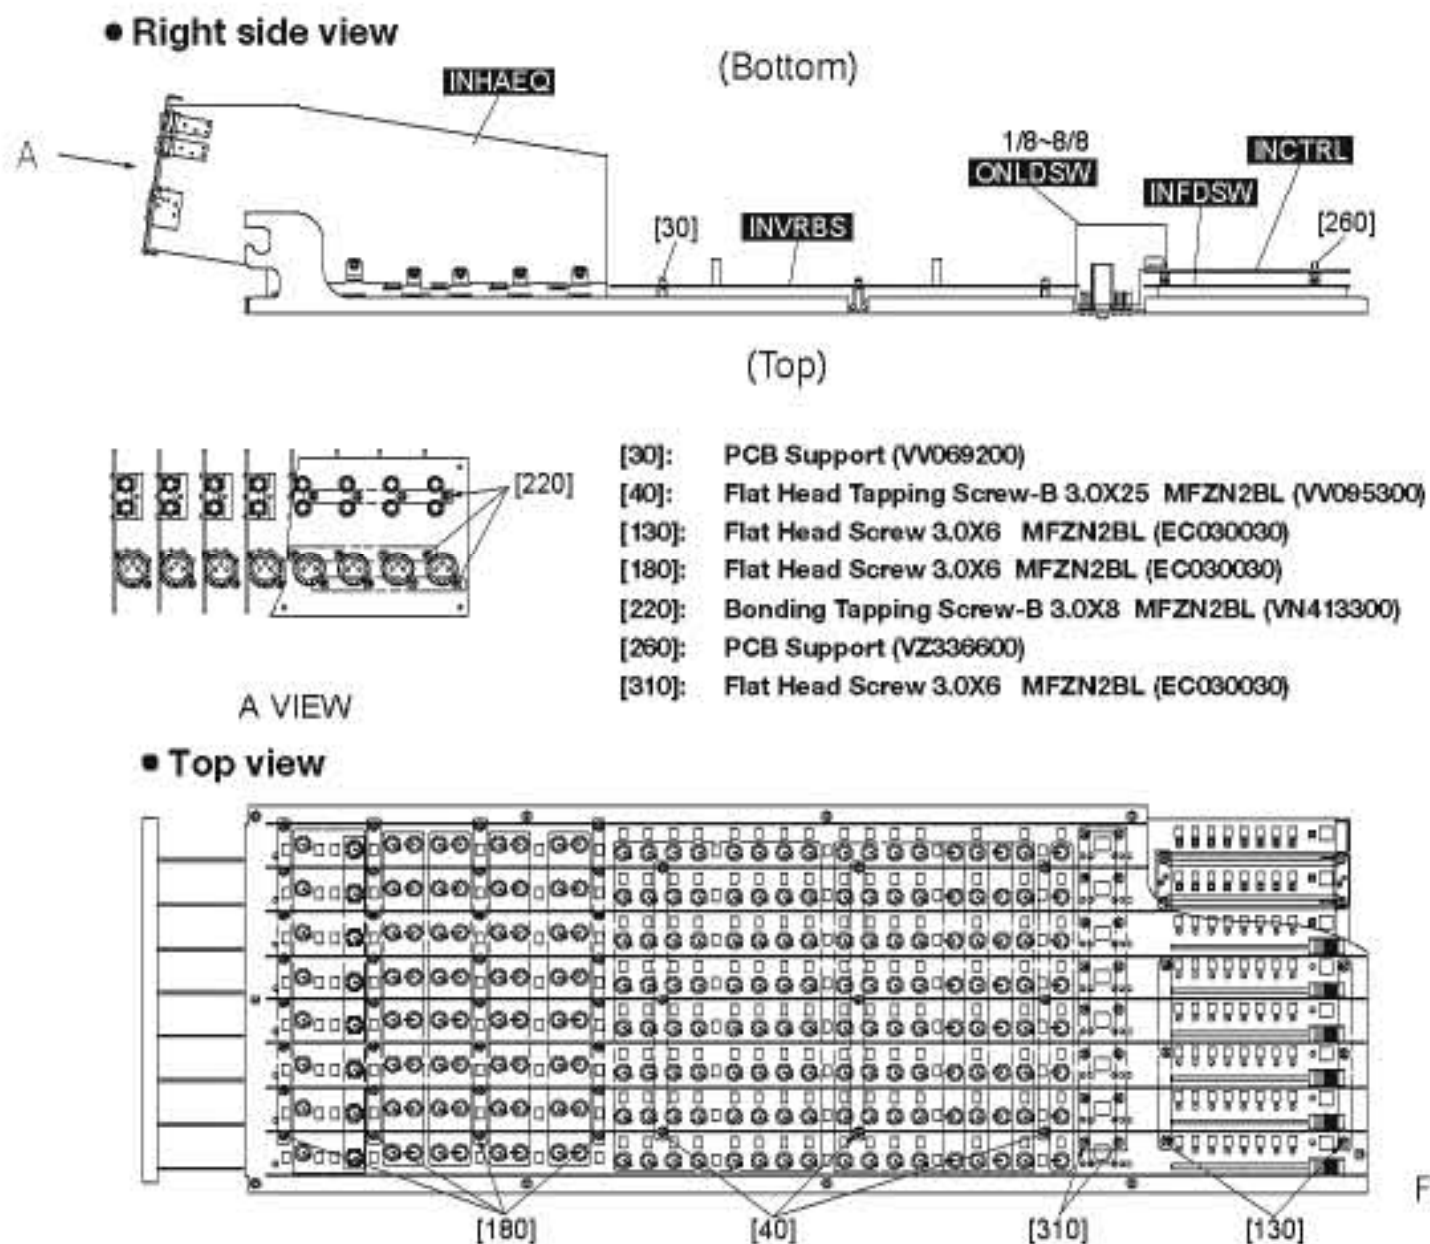 ● Right side view
(Bottom)
INHAEQ
A
1/8~8/8
ONLDSW
INCTRL
INFDSW
[30]
INVRBS
[260]
(Top)
[220]
[30]: PCB Support (VV069200)
[40]: Flat Head Tapping Screw-B 3.0X25 MFZN2BL (VV095300)
[130]: Flat Head Screw 3.0X6 MFZN2BL (EC030030)
[180]: Flat Head Screw 3.0X6 MFZN2BL (EC030030)
[220]: Bonding Tapping Screw-B 3.0X8 MFZN2BL (VN413300)
[260]: PCB Support (VZ336600)
[310]: Flat Head Screw 3.0X6 MFZN2BL (EC030030)
A VIEW
● Top view
F
[180]
[40]
[310]
[130]